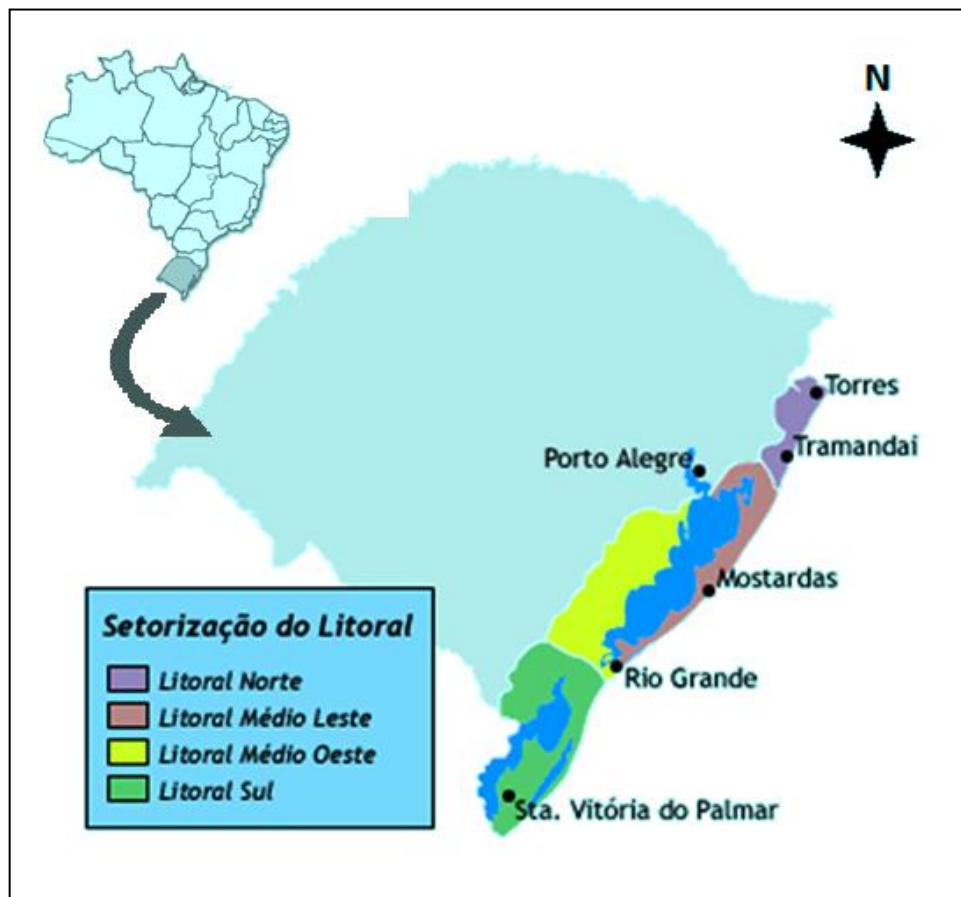 N
Torres
Tramandai
Porto Alegre
Mostardas
Rio Grande
Sta. Vitória do Palmar
Setorização do Litoral
Litoral Norte
Litoral Médio Leste
Litoral Médio Oeste
Litoral Sul